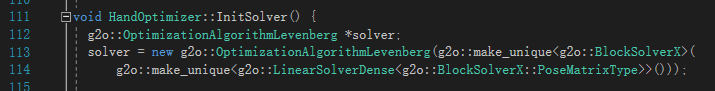 111 void HandOptimizer::InitSolver() {
112 g2o::OptimizationAlgorithmLevenberg *solver;
113 solver = new g2o::OptimizationAlgorithmLevenberg(g2o::make_unique<g2o::BlockSolverX>(
114 g2o::make_unique<g2o::LinearSolverDense<g2o::BlockSolverX::PoseMatrixType>>()));
115